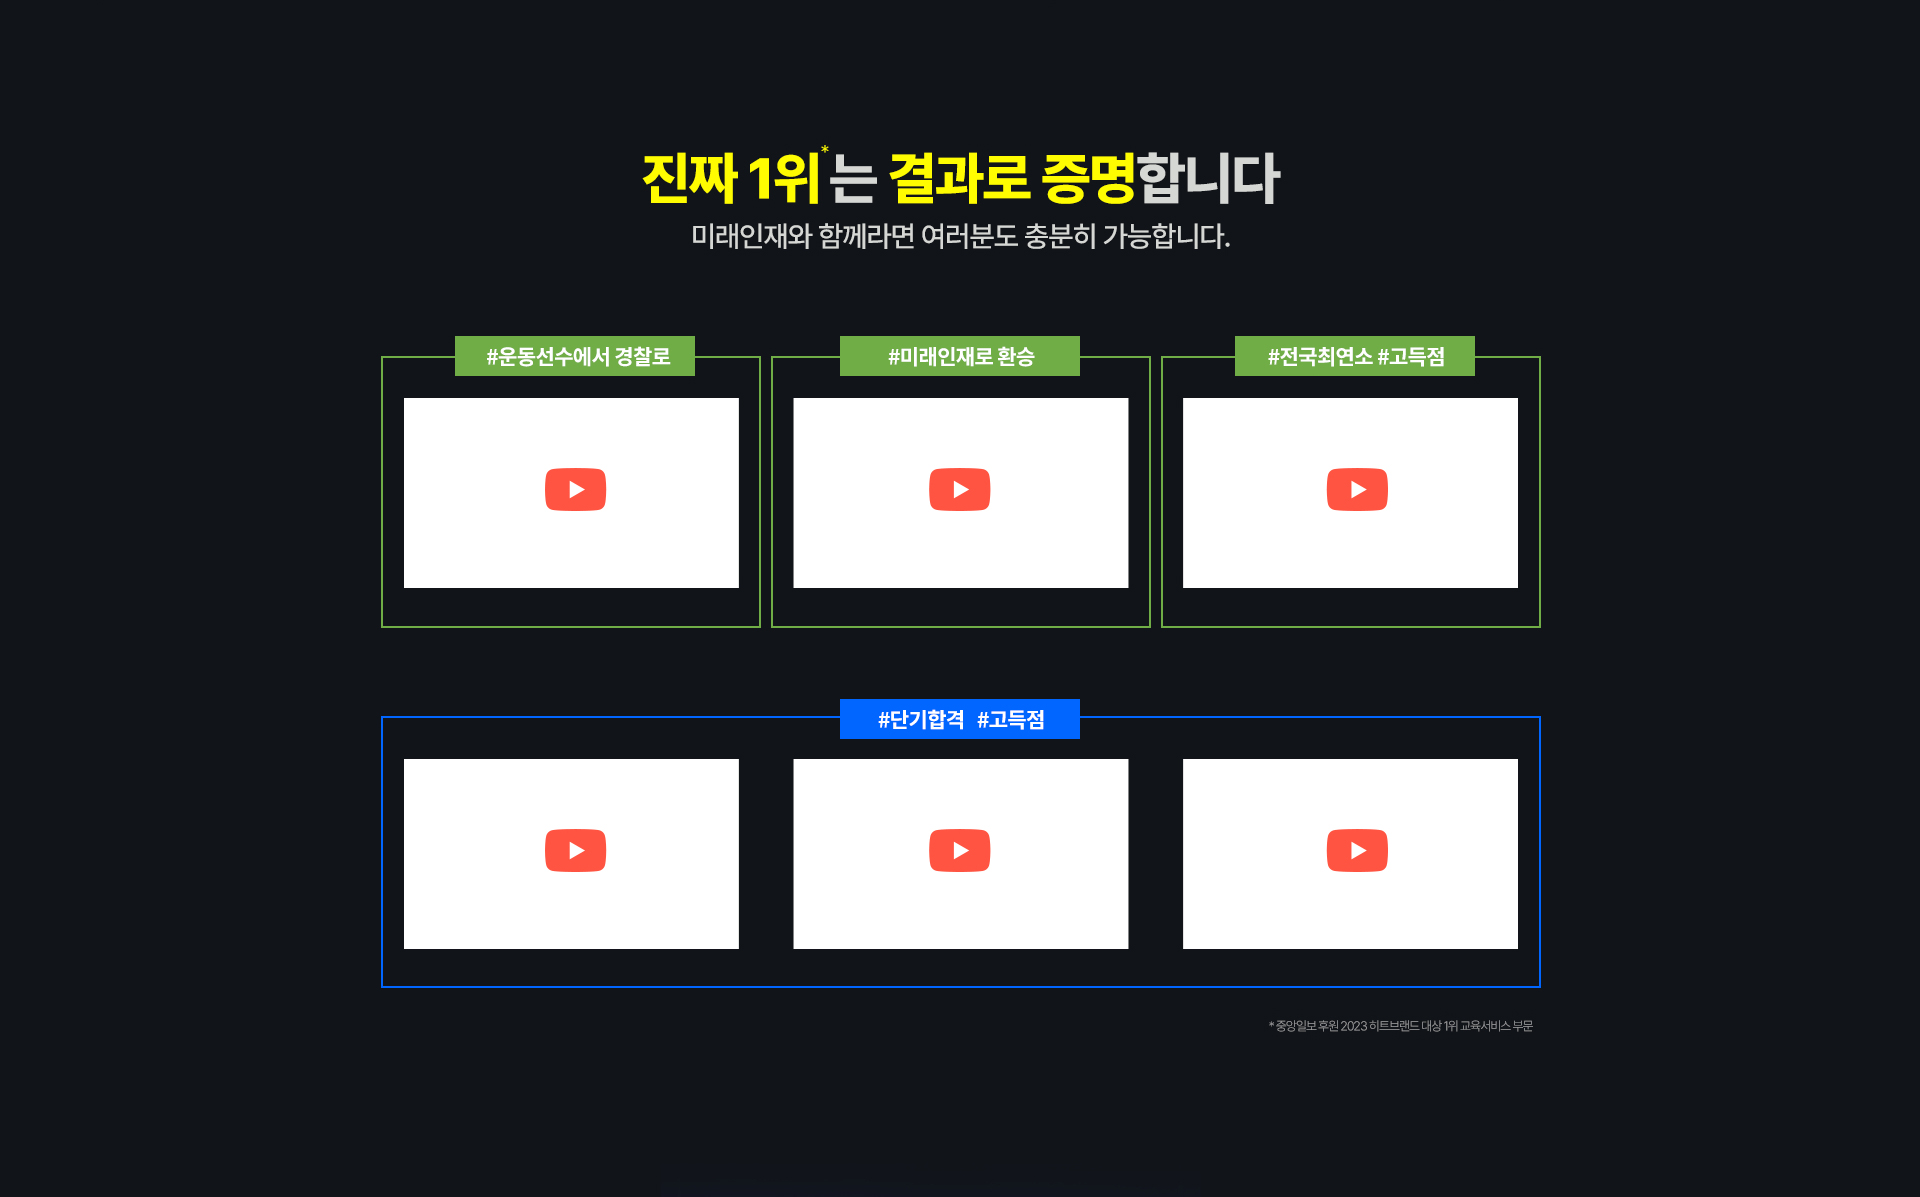 진짜 1위*는 결과로 증명합니다
미래인재와 함께라면 여러분도 충분히 가능합니다.
#운동선수에서 경찰로
#미래인재로 환승
#전국최연소 #고득점
#단기합격 #고득점
* 중앙일보 후원 2023 히트브랜드 대상 1위 교육서비스 부문